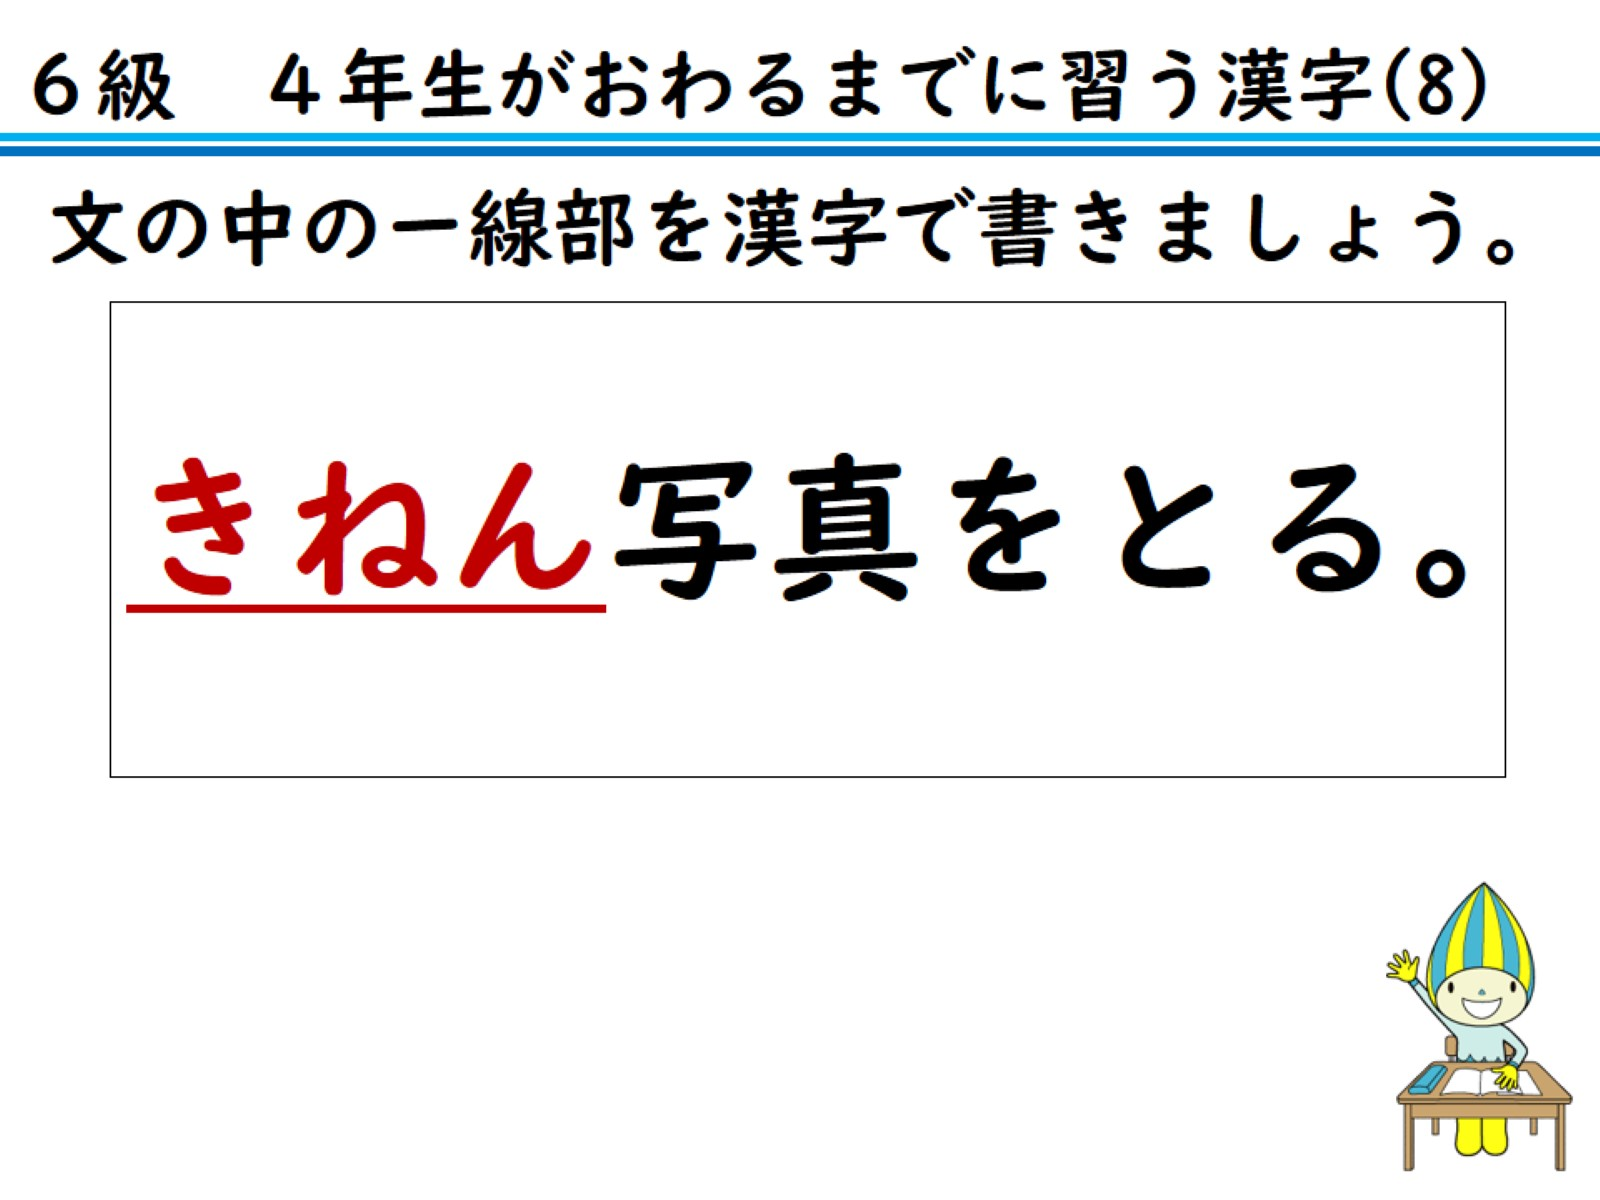 ６級　４年生がおわるまでに習う漢字(8)
文の中の―線部を漢字で書きましょう。
きねん写真をとる。